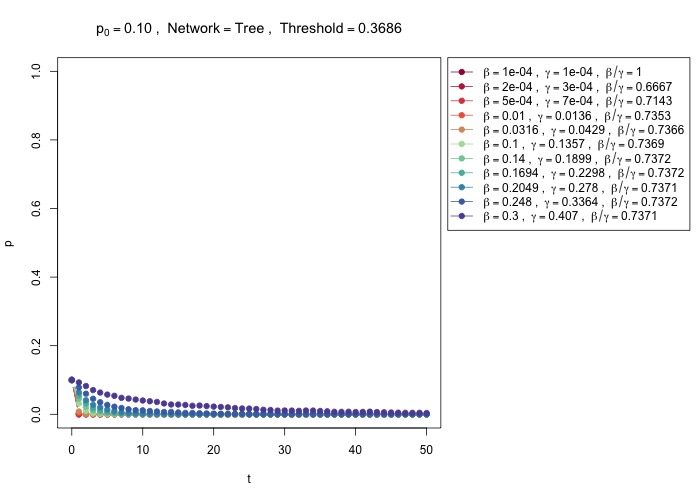 p₀ = 0.10 , Network = Tree , Threshold = 0.3686
β = 1e-04 , γ = 1e-04 , β/γ = 1
β = 2e-04 , γ = 3e-04 , β/γ = 0.6667
β = 5e-04 , γ = 7e-04 , β/γ = 0.7143
β = 0.01 , γ = 0.0136 , β/γ = 0.7353
β = 0.0316 , γ = 0.0429 , β/γ = 0.7366
β = 0.1 , γ = 0.1357 , β/γ = 0.7369
β = 0.14 , γ = 0.1899 , β/γ = 0.7372
β = 0.1694 , γ = 0.2298 , β/γ = 0.7372
β = 0.2049 , γ = 0.278 , β/γ = 0.7371
β = 0.248 , γ = 0.3364 , β/γ = 0.7372
β = 0.3 , γ = 0.407 , β/γ = 0.7371
p
1.0
0.8
0.6
0.4
0.2
0.0
0 10 20 30 40 50
t